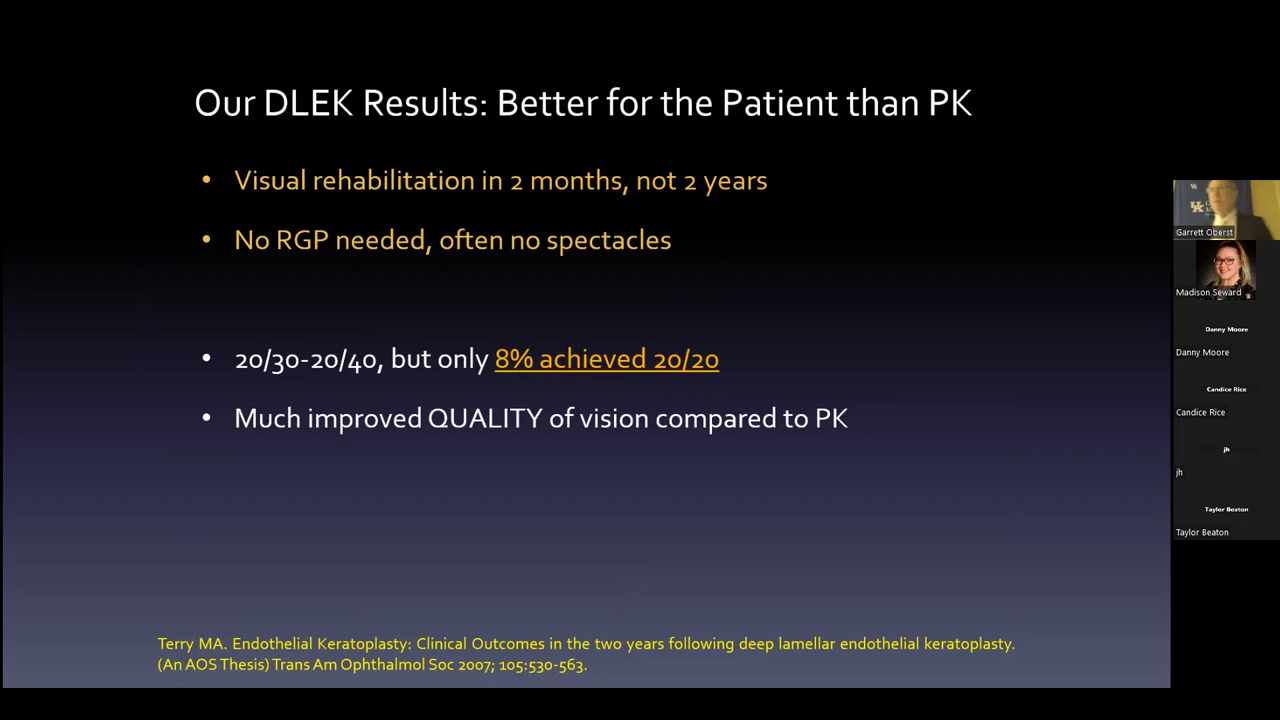 Our DLEK Results: Better for the Patient than PK
• Visual rehabilitation in 2 months, not 2 years
• No RGP needed, often no spectacles
• 20/30-20/40, but only 8% achieved 20/20
• Much improved QUALITY of vision compared to PK
Terry MA. Endothelial Keratoplasty: Clinical Outcomes in the two years following deep lamellar endothelial keratoplasty.
(An AOS Thesis) Trans Am Ophthalmol Soc 2007; 105:530-563.
UK
Garrett Oberst
Madison Seward
Danny Moore
Danny Moore
Candice Rice
Candice Rice
jh
jh
Taylor Beaton
Taylor Beaton